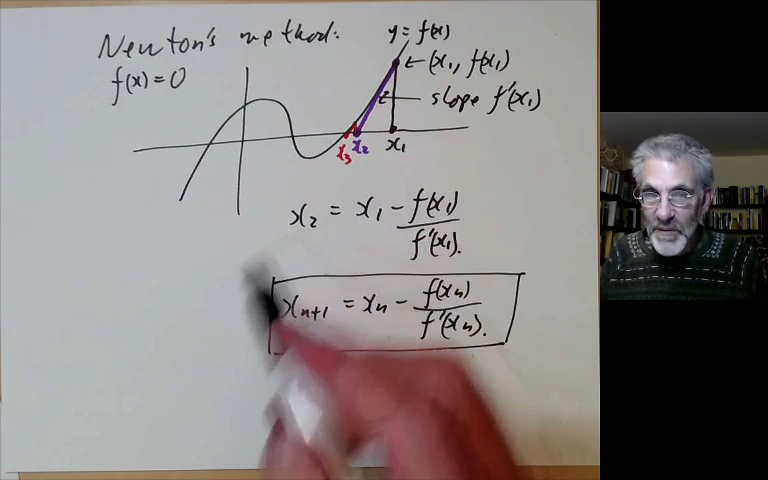 Newton's method:
f(x) = 0
y = f(x)
(x₁, f(x₁))
slope f'(x₁)
x₃ x₂ x₁
x₂ = x₁ - f(x₁)/f'(x₁).
xₙ₊₁ = xₙ - f(xₙ)/f'(xₙ).